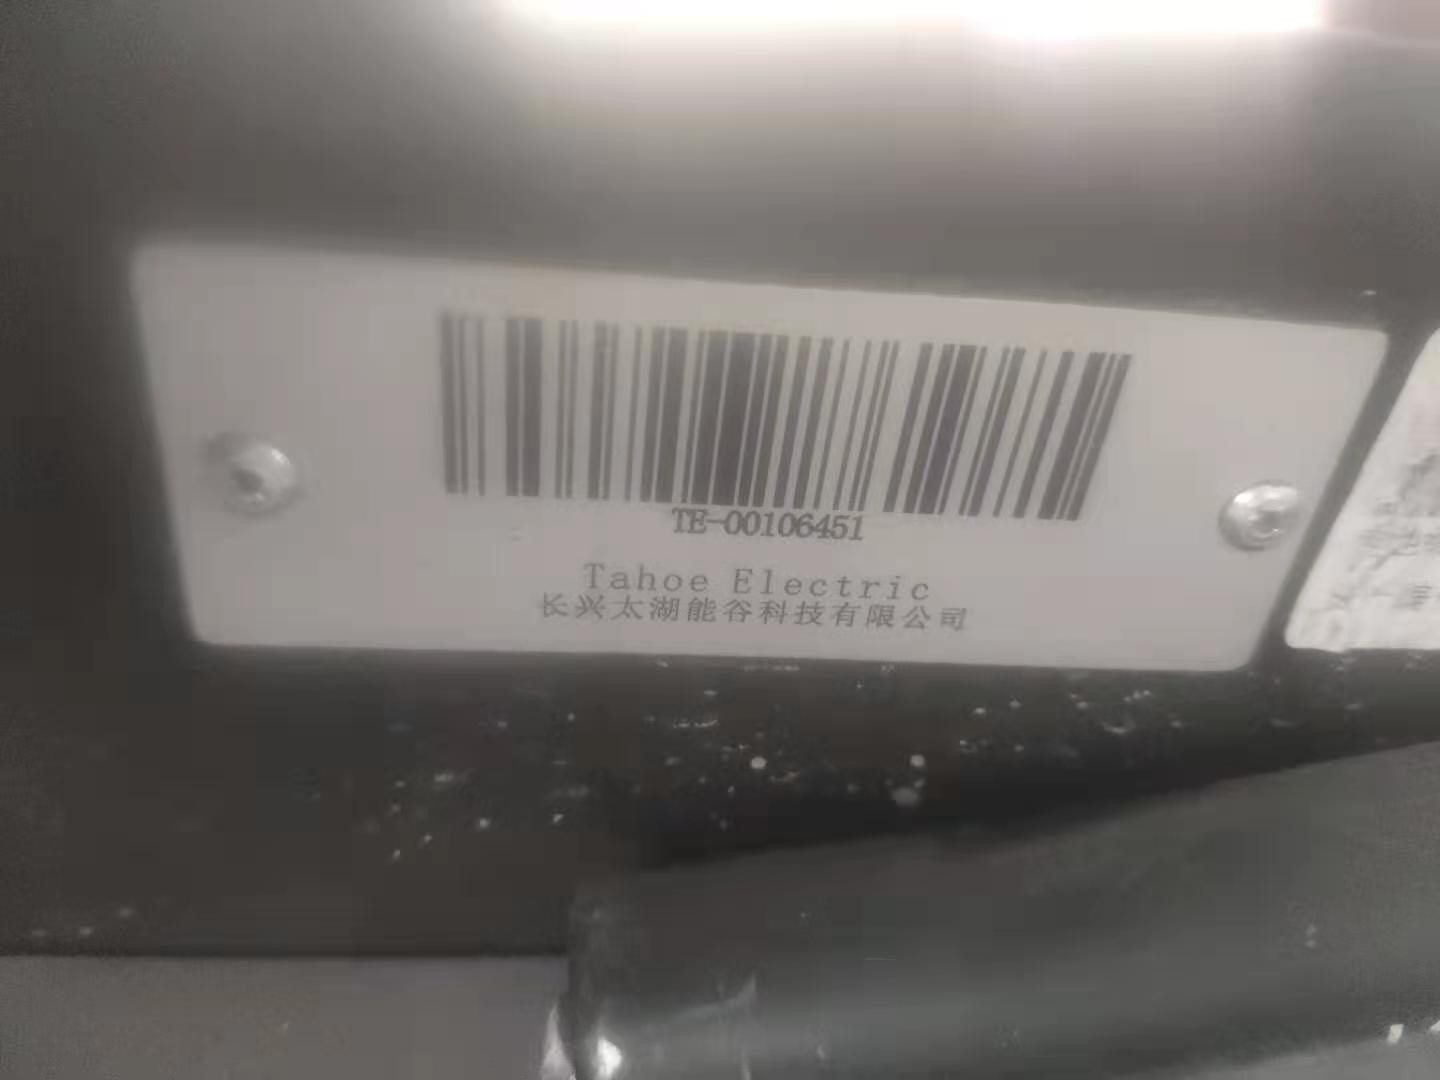 TE-00106451
Tahoe Electric
长兴太湖能谷科技有限公司